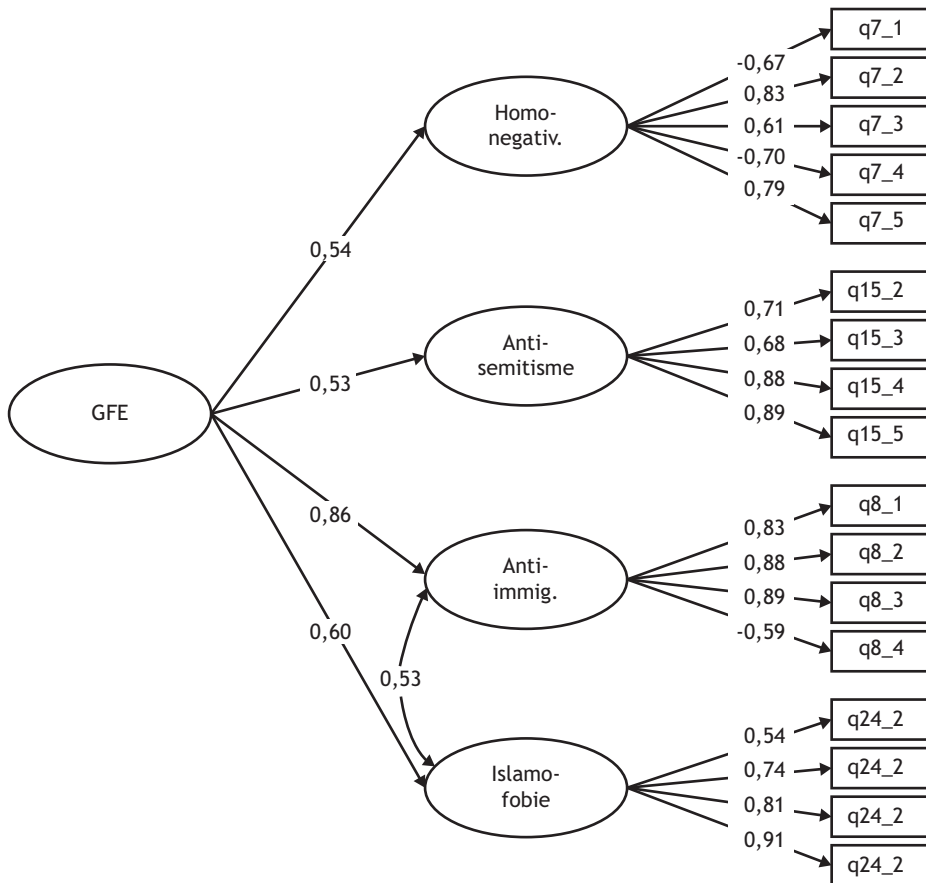 q7_1
-0,67
q7_2
0,83
Homo-
negativ.
0,61
q7_3
-0,70
q7_4
0,79
q7_5
0,54
q15_2
0,71
Anti-
semitisme
0,68
q15_3
0,53
0,88
q15_4
GFE
0,89
q15_5
q8_1
0,86
0,83
q8_2
Anti-
immig.
0,88
0,89
q8_3
0,60
-0,59
q8_4
0,53
q24_2
0,54
Islamo-
fobie
0,74
q24_2
0,81
q24_2
0,91
q24_2